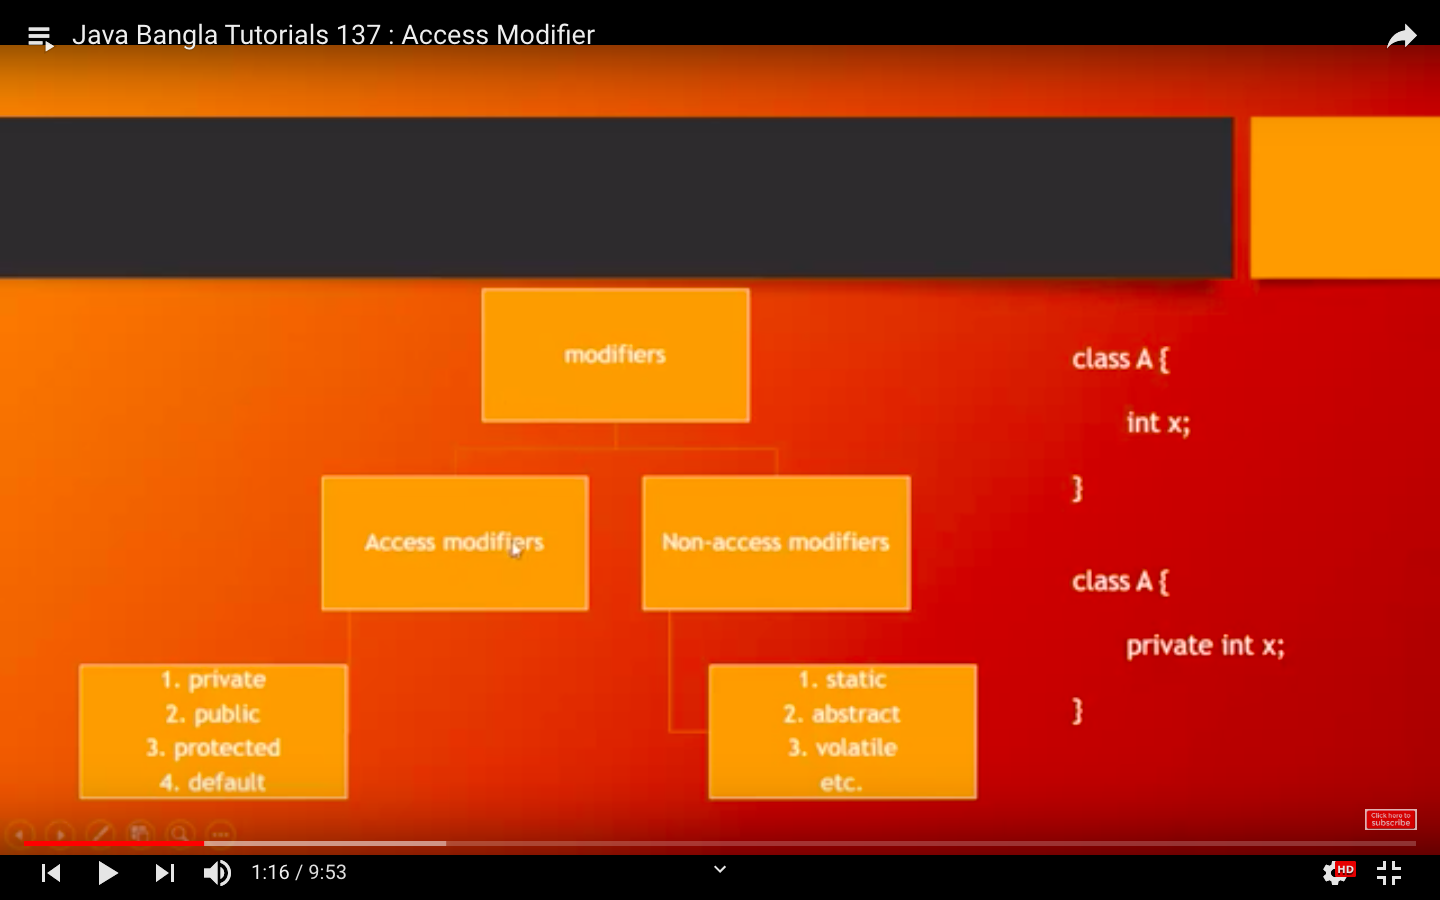 Java Bangla Tutorials 137 : Access Modifier
modifiers
Access modifiers
Non-access modifiers
1. private
2. public
3. protected
4. default
1. static
2. abstract
3. volatile
etc.
class A {
int x;
}
class A {
private int x;
}
Click here to
subscribe
1:16 / 9:53
HD